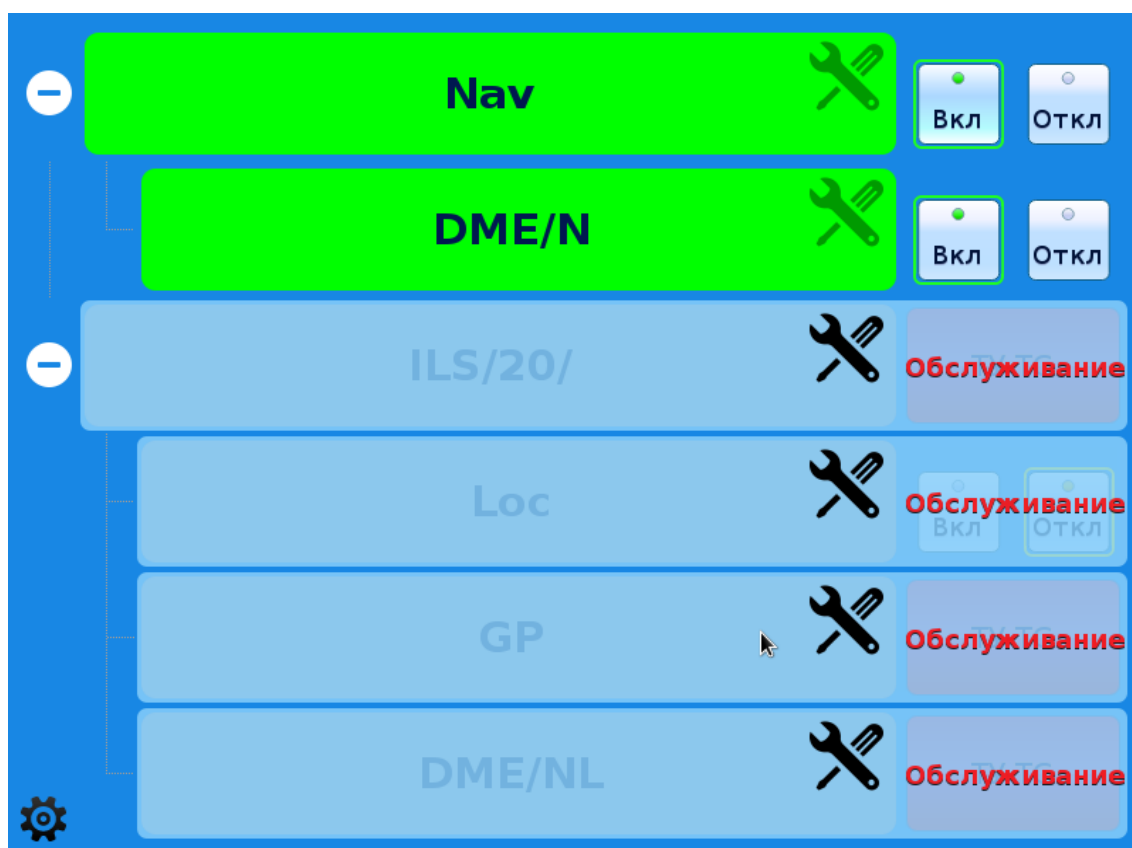 Nav
Вкл
Откл
DME/N
Вкл
Откл
ILS/20/
Обслуживание
Loc
Обслуживание
Вкл
Откл
GP
Обслуживание
DME/NL
Обслуживание